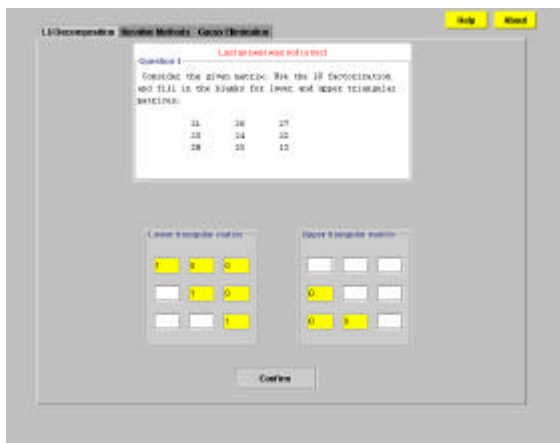 Help About
LU Decomposition Iterative Methods Gauss Elimination
Last answer was not correct
Question 1
Consider the given matrix. Use the LU factorization
and fill in the blanks for lower and upper triangular
matrices.
Lower triangular matrix Upper triangular matrix
1 0 0
1 0 0
1 0 0
Confirm